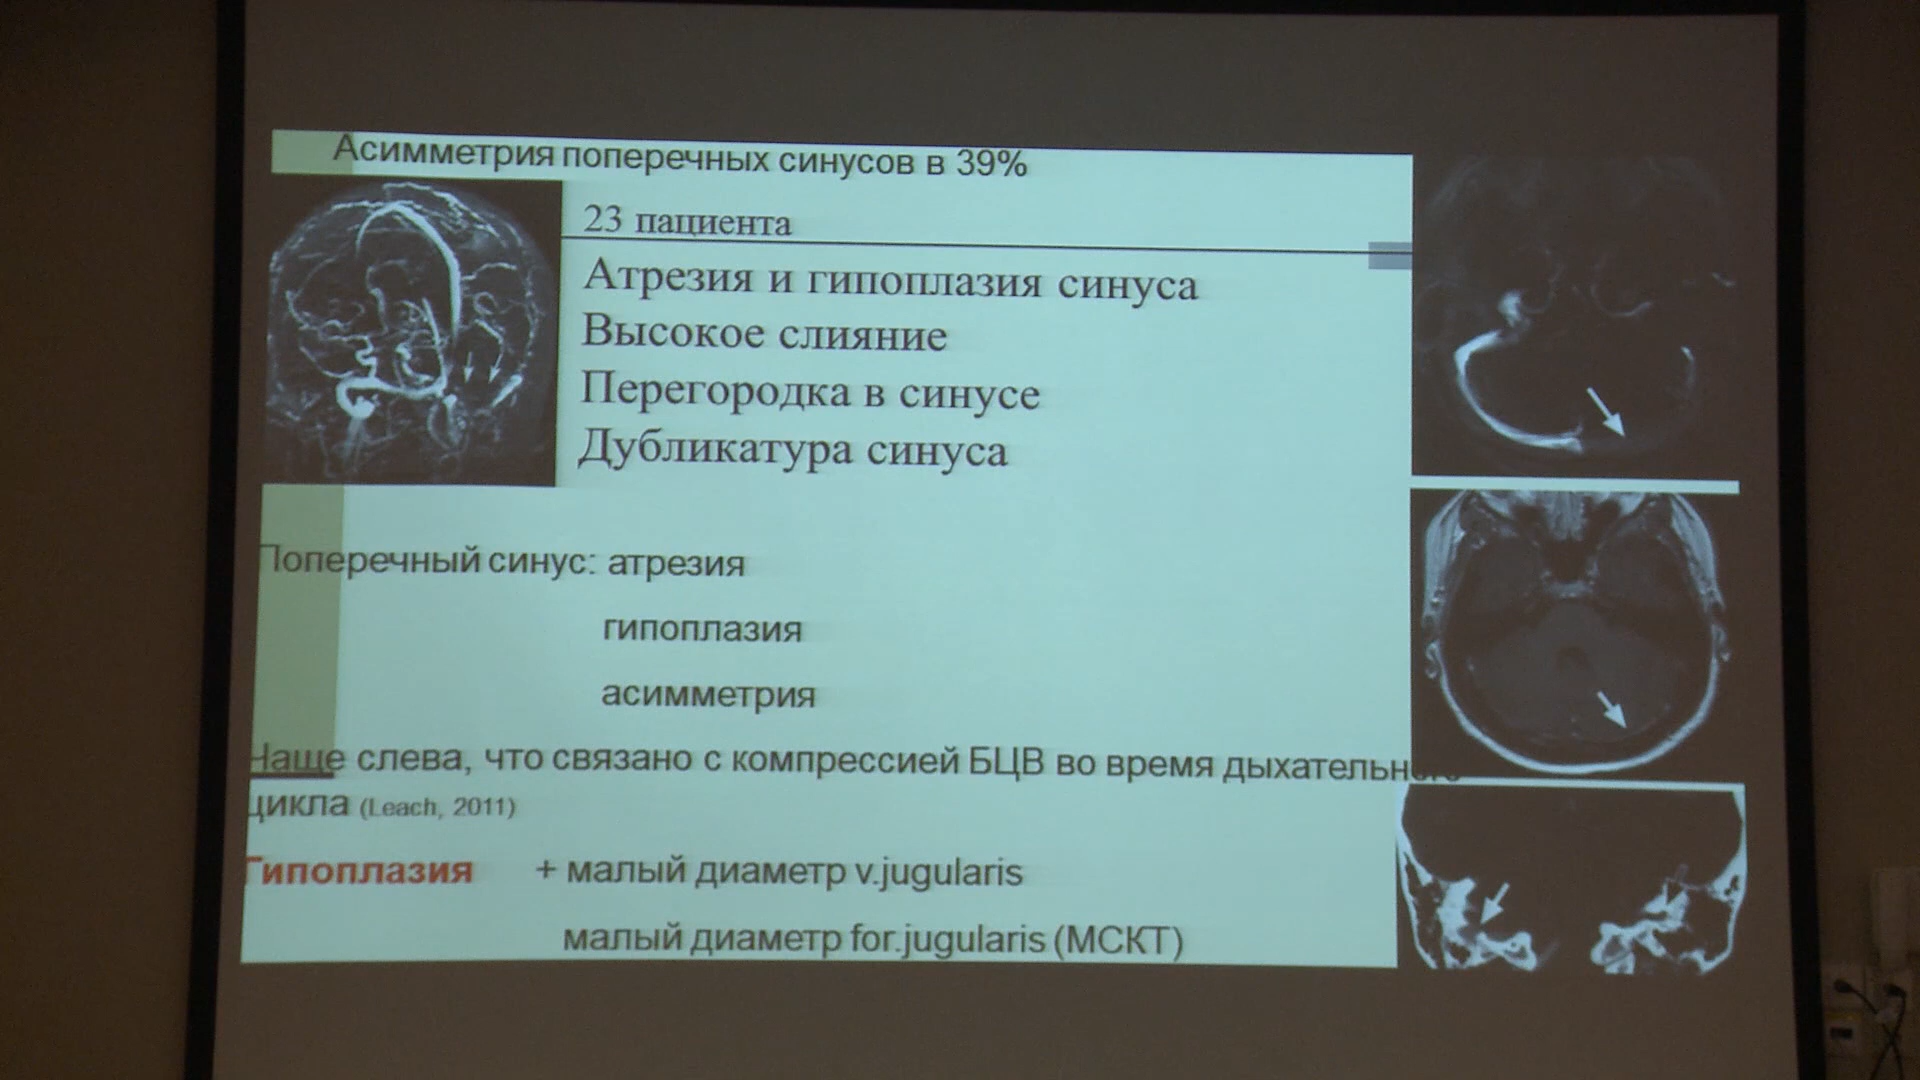 Асимметрия поперечных синусов в 39%
23 пациента
Атрезия и гипоплазия синуса
Высокое слияние
Перегородка в синусе
Дубликатура синуса
Поперечный синус: атрезия
гипоплазия
асимметрия
Чаще слева, что связано с компрессией БЦВ во время дыхательного
цикла (Leach, 2011)
Гипоплазия + малый диаметр v.jugularis
малый диаметр for.jugularis (МСКТ)